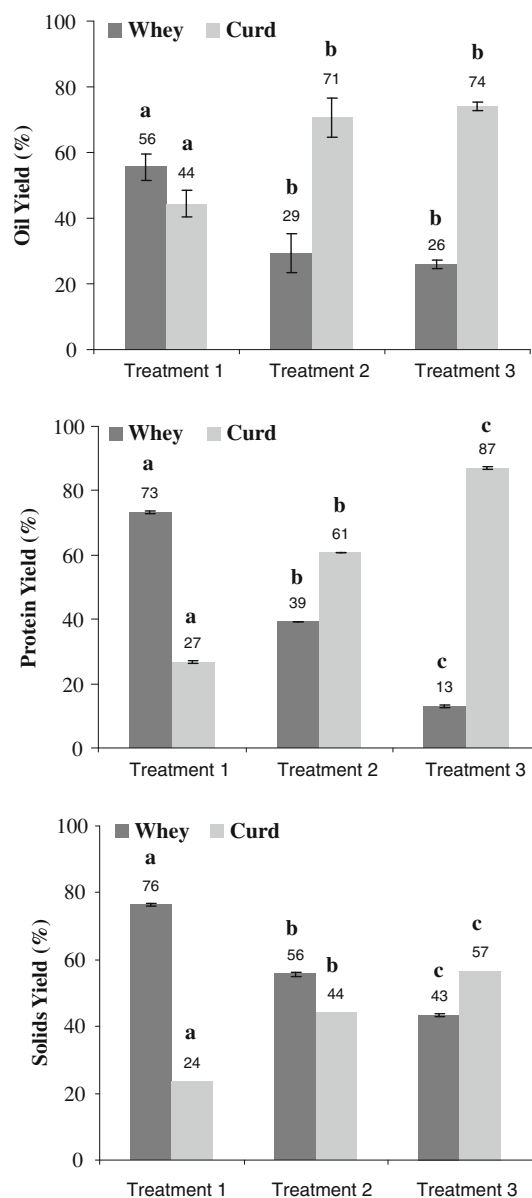 100
Whey Curd
b
b
71
74
80
a
56
a
44
60
b
29
b
26
40
20
0
Oil Yield (%)
Treatment 1 Treatment 2 Treatment 3
100
Whey Curd
c
87
a
73
80
b
61
60
b
39
a
27
40
c
13
20
0
Protein Yield (%)
Treatment 1 Treatment 2 Treatment 3
100
Whey Curd
a
76
80
b
56
b
44
c
43
c
57
60
40
a
24
20
0
Solids Yield (%)
Treatment 1 Treatment 2 Treatment 3